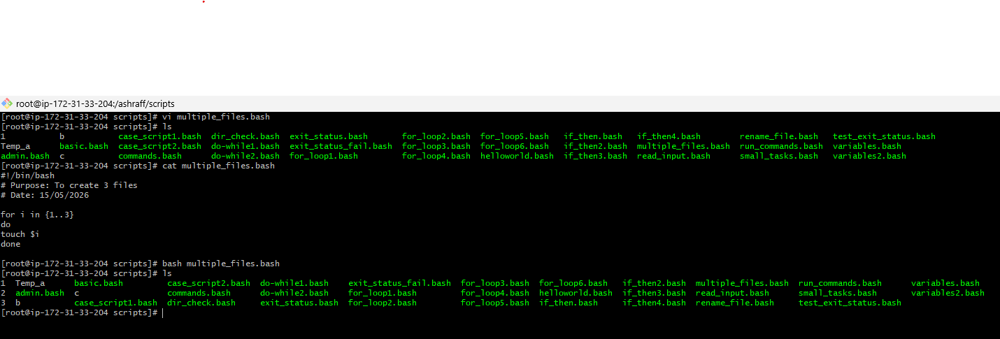 root@ip-172-31-33-204:/ashraff/scripts
[root@ip-172-31-33-204 scripts]# vi multiple_files.bash
[root@ip-172-31-33-204 scripts]# ls
1 b case_script1.bash dir_check.bash exit_status.bash for_loop2.bash for_loop5.bash if_then.bash if_then4.bash rename_file.bash test_exit_status.bash
Temp_a basic.bash case_script2.bash do-while1.bash exit_status_fail.bash for_loop3.bash for_loop6.bash if_then2.bash multiple_files.bash run_commands.bash variables.bash
admin.bash c commands.bash do-while2.bash for_loop1.bash for_loop4.bash helloworld.bash if_then3.bash read_input.bash small_tasks.bash variables2.bash
[root@ip-172-31-33-204 scripts]# cat multiple_files.bash
#!/bin/bash
# Purpose: To create 3 files
# Date: 15/05/2026
for i in {1..3}
do
touch $i
done
[root@ip-172-31-33-204 scripts]# bash multiple_files.bash
[root@ip-172-31-33-204 scripts]# ls
1 Temp_a basic.bash case_script2.bash do-while1.bash exit_status_fail.bash for_loop3.bash for_loop6.bash if_then2.bash multiple_files.bash run_commands.bash variables.bash
2 admin.bash c commands.bash do-while2.bash for_loop1.bash for_loop4.bash helloworld.bash if_then3.bash read_input.bash small_tasks.bash variables2.bash
3 b case_script1.bash dir_check.bash exit_status.bash for_loop2.bash for_loop5.bash if_then.bash if_then4.bash rename_file.bash test_exit_status.bash
[root@ip-172-31-33-204 scripts]#